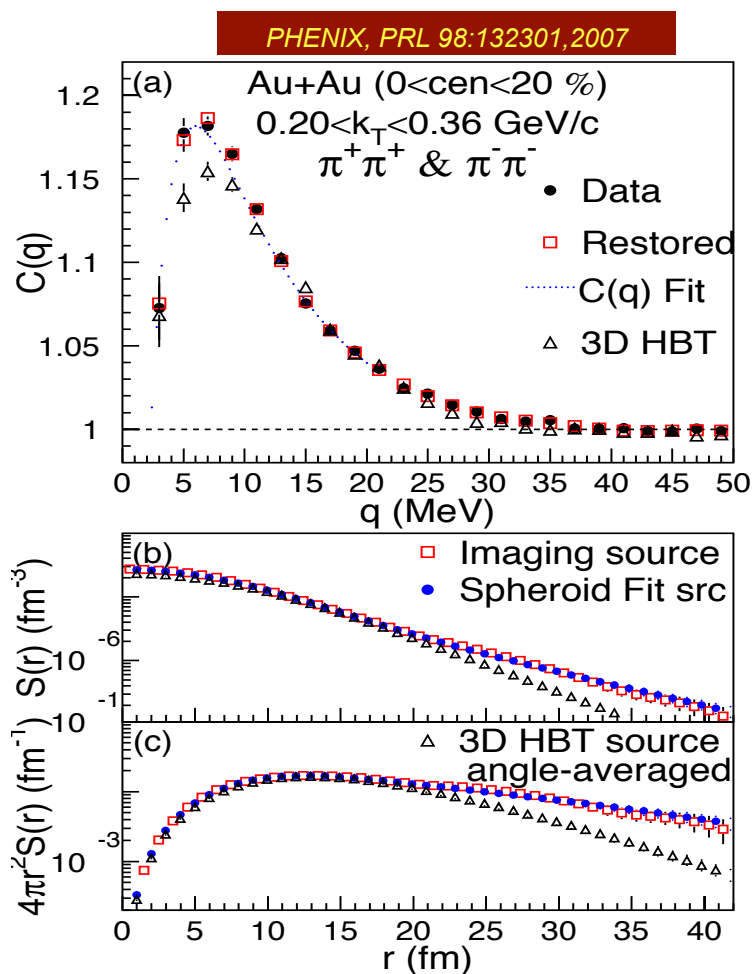 PHENIX, PRL 98:132301,2007
(a)
Au+Au (0<cen<20 %)
0.20<k_T<0.36 GeV/c
π⁺π⁺ & π⁻π⁻
Data
Restored
C(q) Fit
3D HBT
C(q)
1.2
1.15
1.1
1.05
1
0 5 10 15 20 25 30 35 40 45 50
q (MeV)
(b)
Imaging source
Spheroid Fit src
S(r) (fm⁻³)
10⁻⁶
(c)
3D HBT source
angle-averaged
4πr²S(r) (fm⁻¹)
10⁻¹
10⁻³
0 5 10 15 20 25 30 35 40
r (fm)